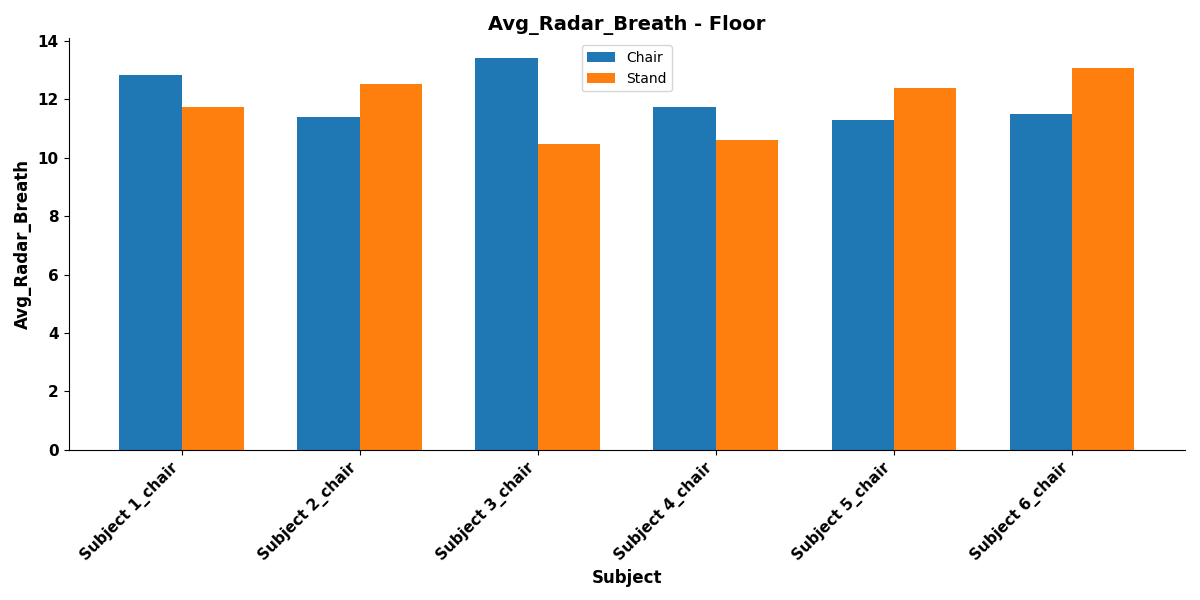 Avg_Radar_Breath - Floor
Chair
Stand
Avg_Radar_Breath
14
12
10
8
6
4
2
0
Subject 1_chair
Subject 2_chair
Subject 3_chair
Subject 4_chair
Subject 5_chair
Subject 6_chair
Subject